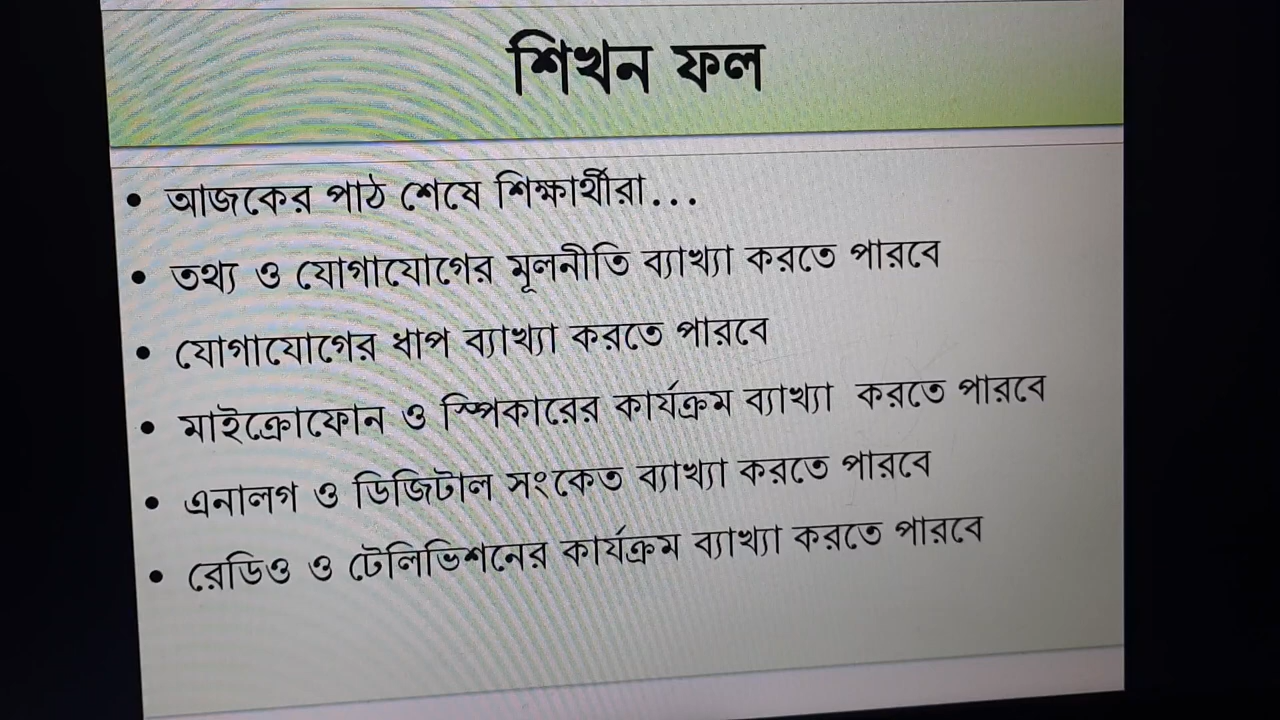 শিখন ফল
• আজকের পাঠ শেষে শিক্ষার্থীরা...
• তথ্য ও যোগাযোগের মূলনীতি ব্যাখ্যা করতে পারবে
• যোগাযোগের ধাপ ব্যাখ্যা করতে পারবে
• মাইক্রোফোন ও স্পিকারের কার্যক্রম ব্যাখ্যা করতে পারবে
• এনালগ ও ডিজিটাল সংকেত ব্যাখ্যা করতে পারবে
• রেডিও ও টেলিভিশনের কার্যক্রম ব্যাখ্যা করতে পারবে